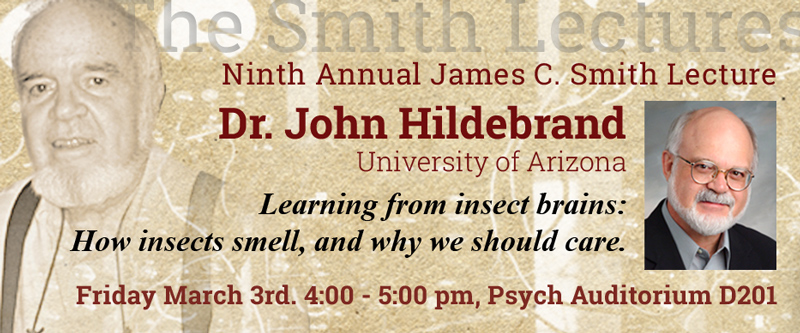 The Smith Lectures
Ninth Annual James C. Smith Lecture
Dr. John Hildebrand
University of Arizona
Learning from insect brains:
How insects smell, and why we should care.
Friday March 3rd. 4:00 - 5:00 pm, Psych Auditorium D201